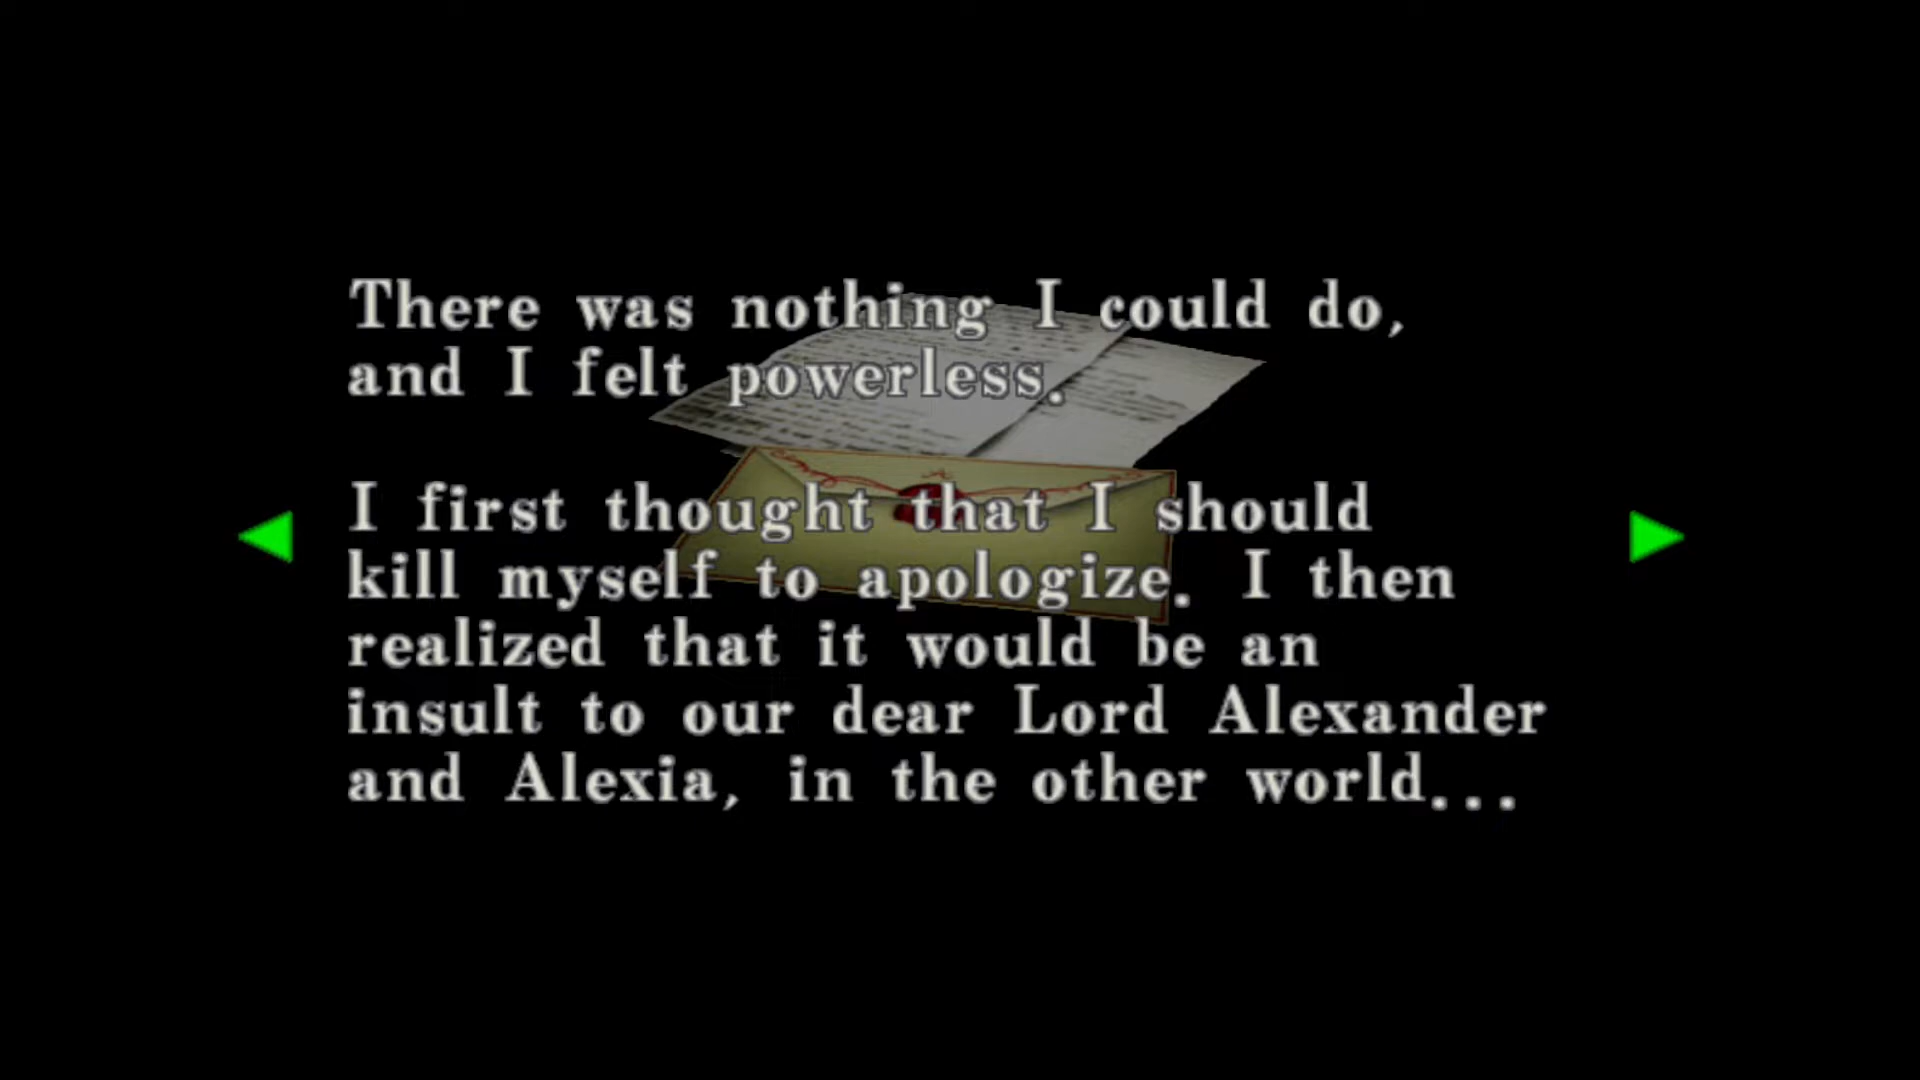 There was nothing I could do,
and I felt powerless.
I first thought that I should
kill myself to apologize. I then
realized that it would be an
insult to our dear Lord Alexander
and Alexia, in the other world...